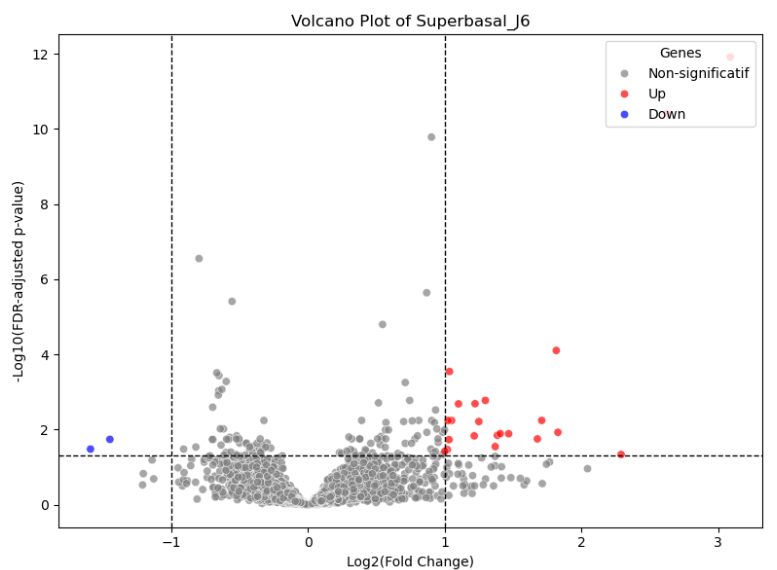 Volcano Plot of Superbasal_J6
Genes
Non-significatif
Up
Down
12
10
8
6
4
2
0
-Log10(FDR-adjusted p-value)
−1
0
1
2
3
Log2(Fold Change)